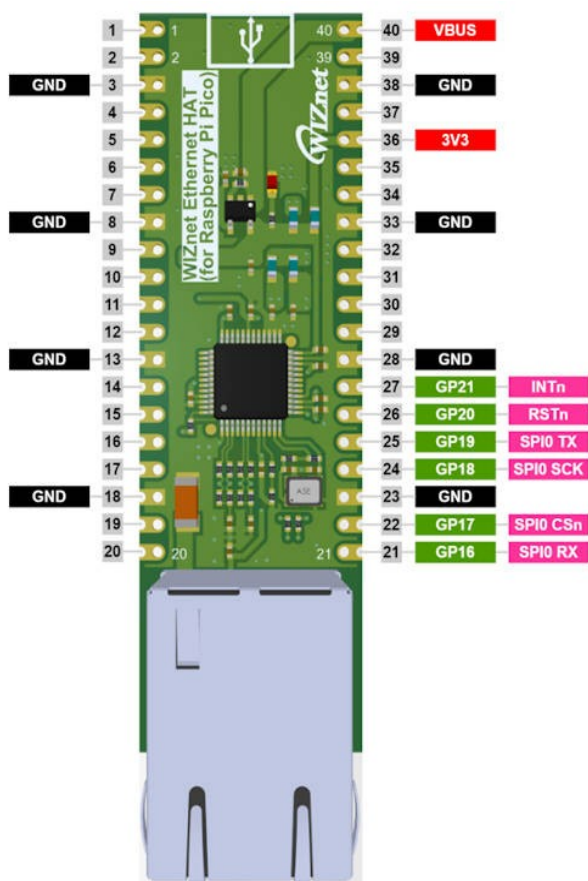 1 1 40 40 VBUS
2 2 39 39
GND 3 38 GND
4 37
5 36 3V3
6 35
7 34
GND 8 33 GND
9 32
10 31
11 30
12 29
GND 13 28 GND
14 27 GP21 INTn
15 26 GP20 RSTn
16 25 GP19 SPI0 TX
17 24 GP18 SPI0 SCK
GND 18 23 GND
19 22 GP17 SPI0 CSn
20 20 21 21 GP16 SPI0 RX
WIZnet Ethernet HAT
(for Raspberry Pi Pico)
WIZnet
ASE